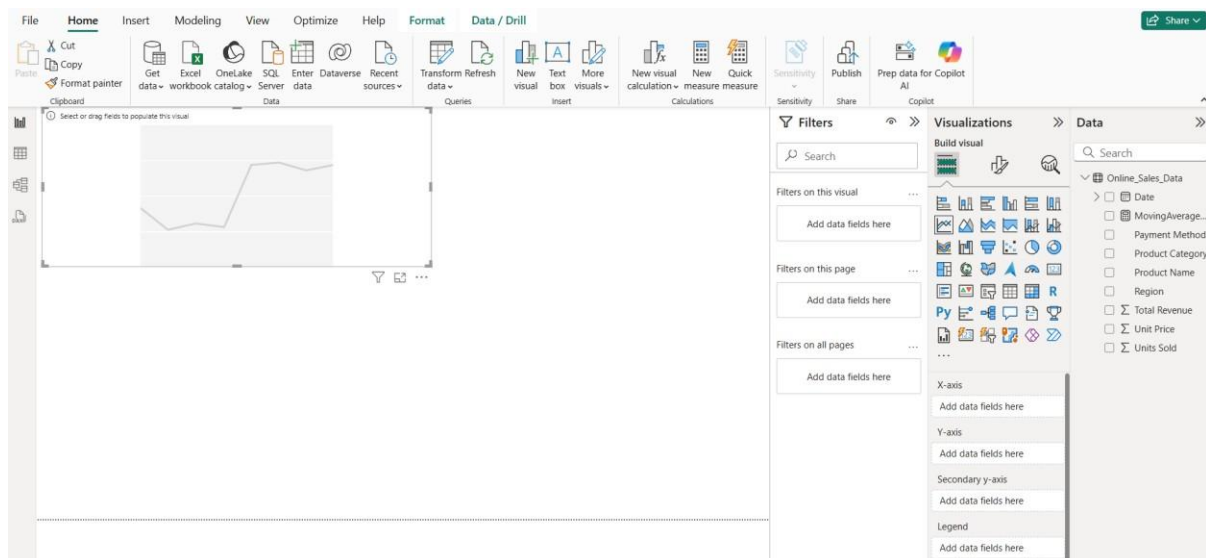 File Home Insert Modeling View Optimize Help Format Data / Drill Share
Paste
Cut
Copy
Format painter
Get data
Excel workbook
OneLake catalog
SQL Server
Enter data
Dataverse
Recent sources
Transform data
Refresh
New visual
Text box
More visuals
New visual calculation
New measure
Quick measure
Sensitivity
Publish
Prep data for AI
Copilot
Clipboard Data Queries Insert Calculations Sensitivity Share Copilot
Select or drag fields to populate this visual
Filters
Search
Filters on this visual ...
Add data fields here
Filters on this page ...
Add data fields here
Filters on all pages ...
Add data fields here
Visualizations
Build visual
R
Py
...
X-axis
Add data fields here
Y-axis
Add data fields here
Secondary y-axis
Add data fields here
Legend
Add data fields here
Data
Search
Online_Sales_Data
Date
MovingAverage...
Payment Method
Product Category
Product Name
Region
Σ Total Revenue
Σ Unit Price
Σ Units Sold